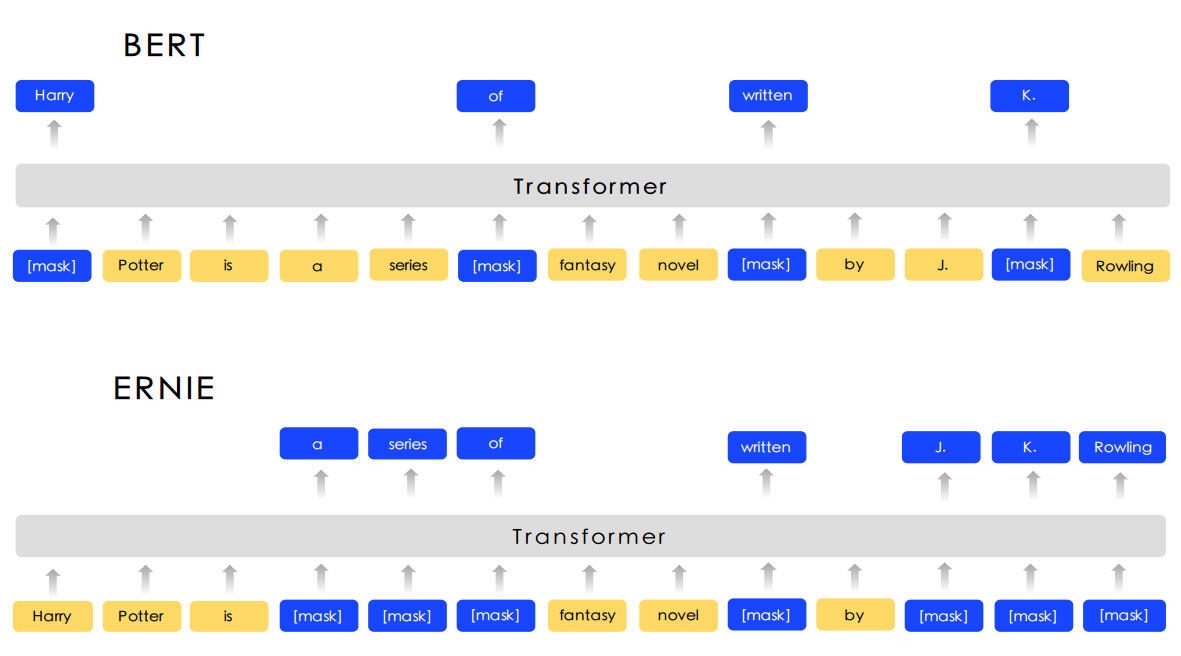 BERT
Harry of written K.
Transformer
[mask] Potter is a series [mask] fantasy novel [mask] by J. [mask] Rowling
ERNIE
a series of written J. K. Rowling
Transformer
Harry Potter is [mask] [mask] [mask] fantasy novel [mask] by [mask] [mask] [mask]